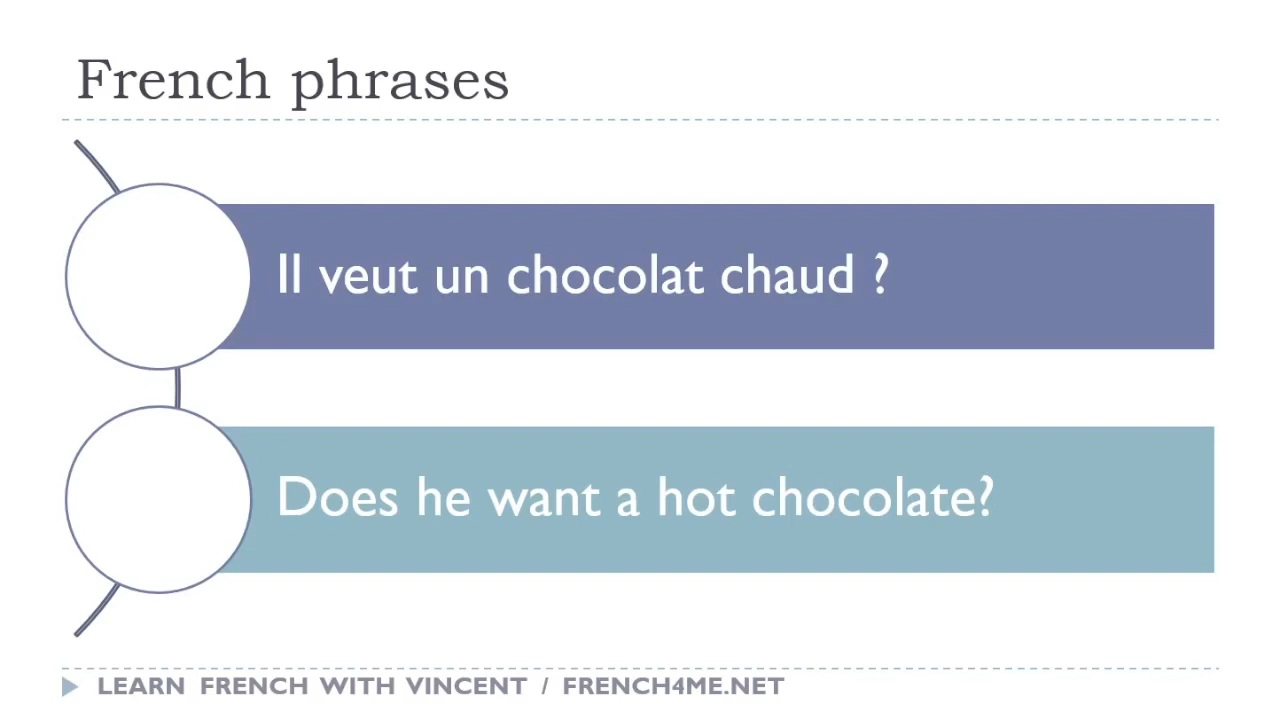 French phrases
Il veut un chocolat chaud ?
Does he want a hot chocolate?
LEARN FRENCH WITH VINCENT / FRENCH4ME.NET